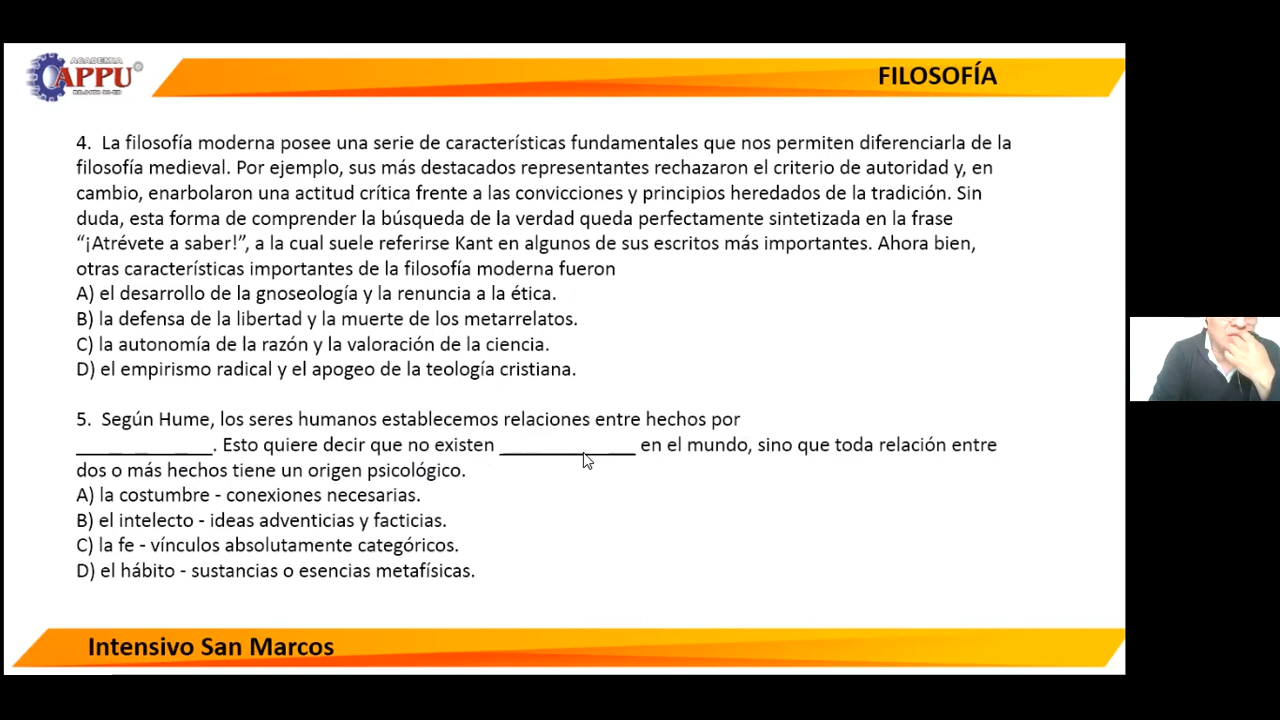 ACADEMIA
APPU
FILOSOFÍA
4. La filosofía moderna posee una serie de características fundamentales que nos permiten diferenciarla de la
filosofía medieval. Por ejemplo, sus más destacados representantes rechazaron el criterio de autoridad y, en
cambio, enarbolaron una actitud crítica frente a las convicciones y principios heredados de la tradición. Sin
duda, esta forma de comprender la búsqueda de la verdad queda perfectamente sintetizada en la frase
“¡Atrévete a saber!”, a la cual suele referirse Kant en algunos de sus escritos más importantes. Ahora bien,
otras características importantes de la filosofía moderna fueron
A) el desarrollo de la gnoseología y la renuncia a la ética.
B) la defensa de la libertad y la muerte de los metarrelatos.
C) la autonomía de la razón y la valoración de la ciencia.
D) el empirismo radical y el apogeo de la teología cristiana.
5. Según Hume, los seres humanos establecemos relaciones entre hechos por
_____________. Esto quiere decir que no existen _____________ en el mundo, sino que toda relación entre
dos o más hechos tiene un origen psicológico.
A) la costumbre - conexiones necesarias.
B) el intelecto - ideas adventicias y facticias.
C) la fe - vínculos absolutamente categóricos.
D) el hábito - sustancias o esencias metafísicas.
Intensivo San Marcos